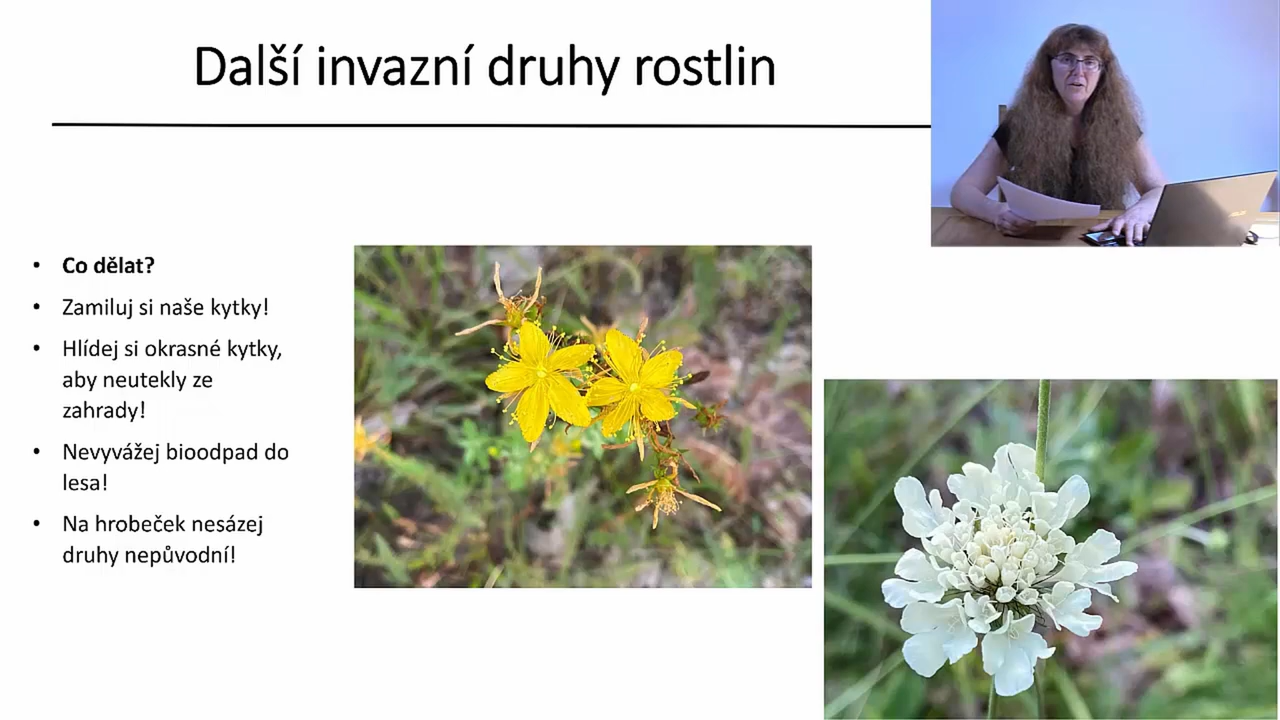 Další invazní druhy rostlin
• Co dělat?
• Zamiluj si naše kytky!
• Hlídej si okrasné kytky,
aby neutekly ze
zahrady!
• Nevyvážej bioodpad do
lesa!
• Na hrobeček nesázej
druhy nepůvodní!